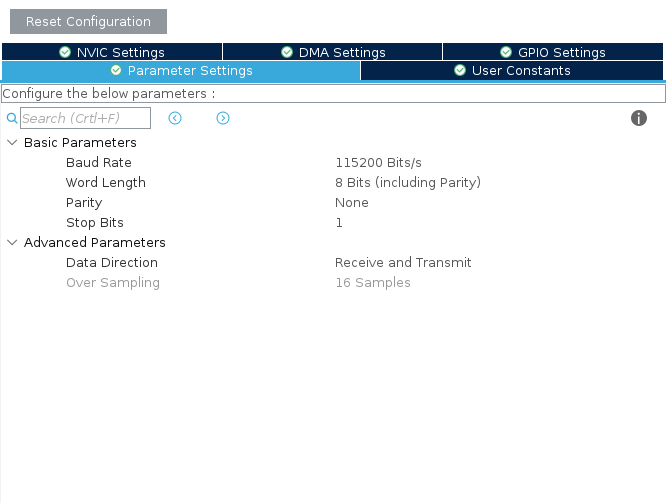 Reset Configuration
NVIC Settings DMA Settings GPIO Settings
Parameter Settings User Constants
Configure the below parameters :
Search (Crtl+F)
Basic Parameters
Baud Rate 115200 Bits/s
Word Length 8 Bits (including Parity)
Parity None
Stop Bits 1
Advanced Parameters
Data Direction Receive and Transmit
Over Sampling 16 Samples